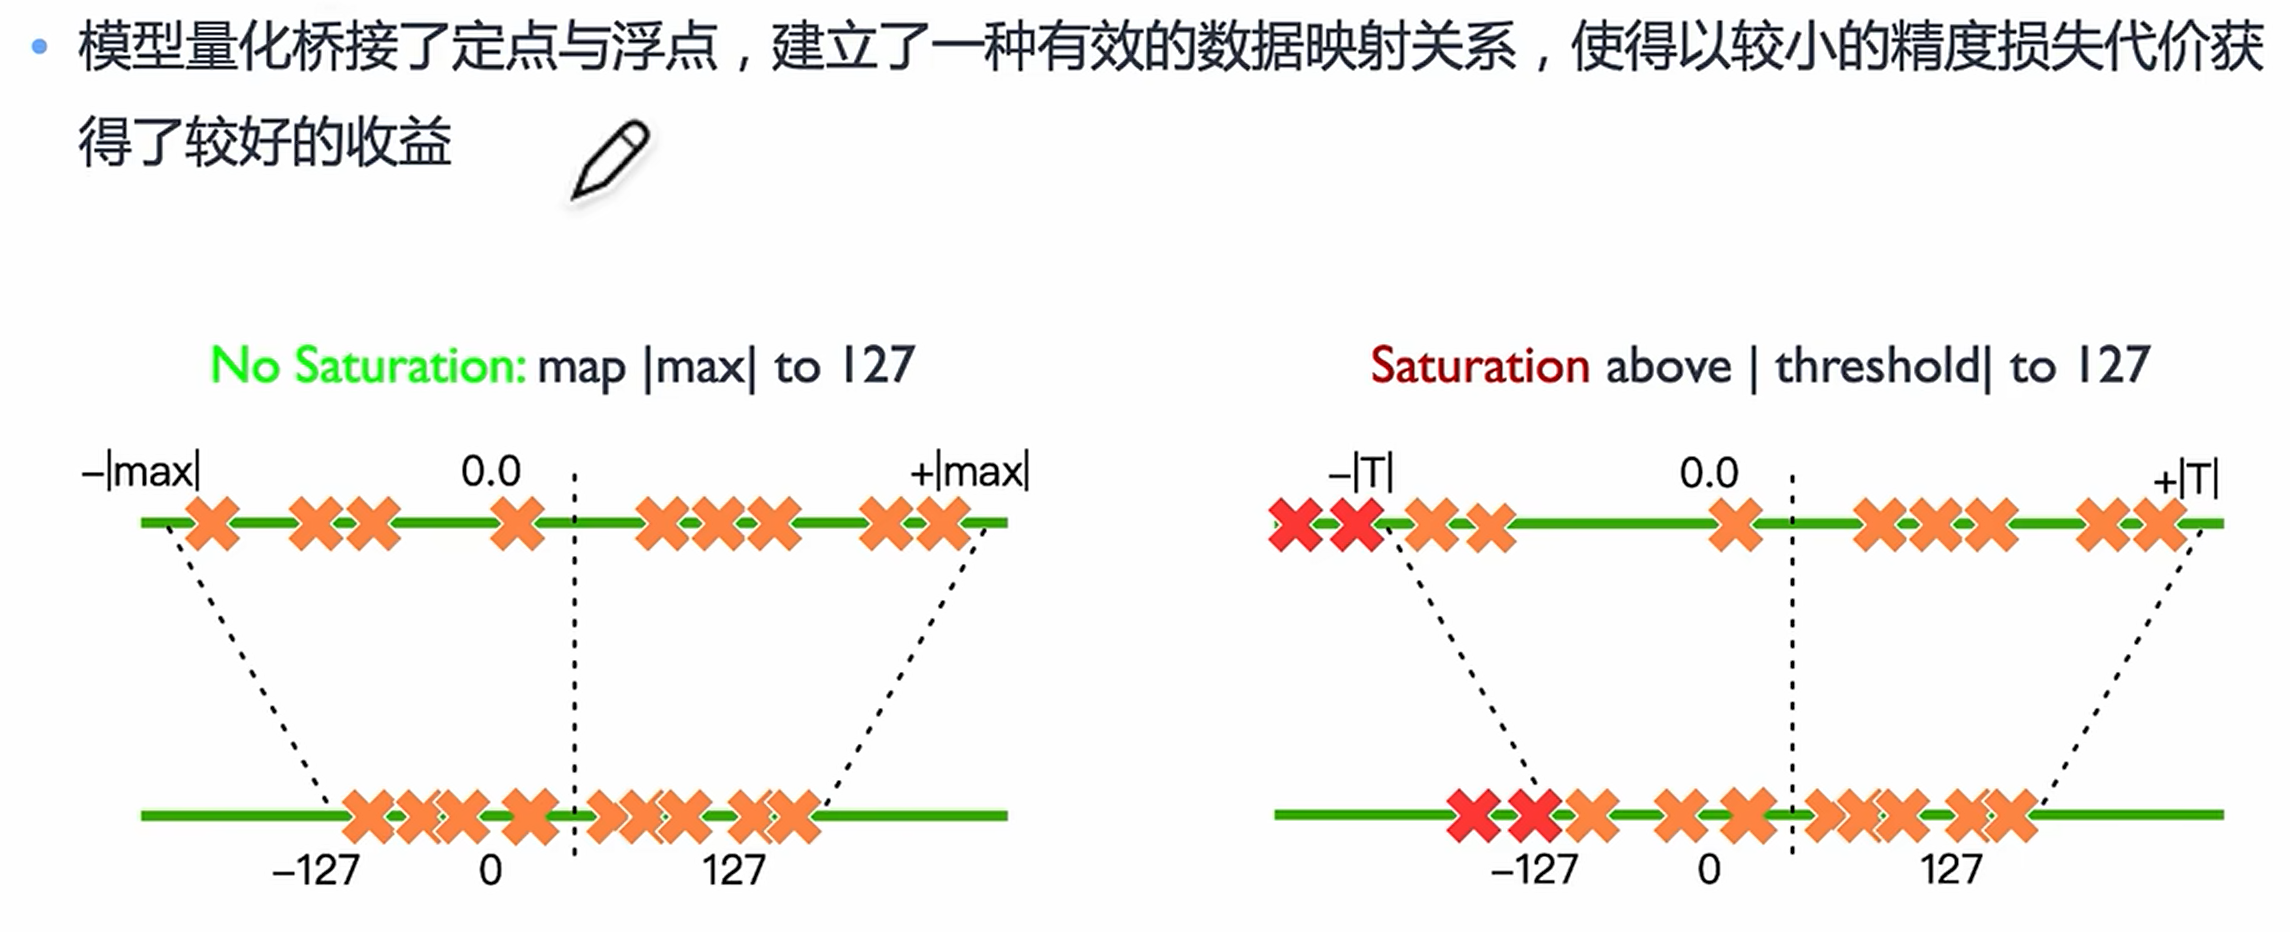 模型量化桥接了定点与浮点，建立了一种有效的数据映射关系，使得以较小的精度损失代价获
得了较好的收益
No Saturation: map |max| to 127
Saturation above | threshold| to 127
−|max| 0.0 +|max|
−|T| 0.0 +|T|
−127 0 127
−127 0 127